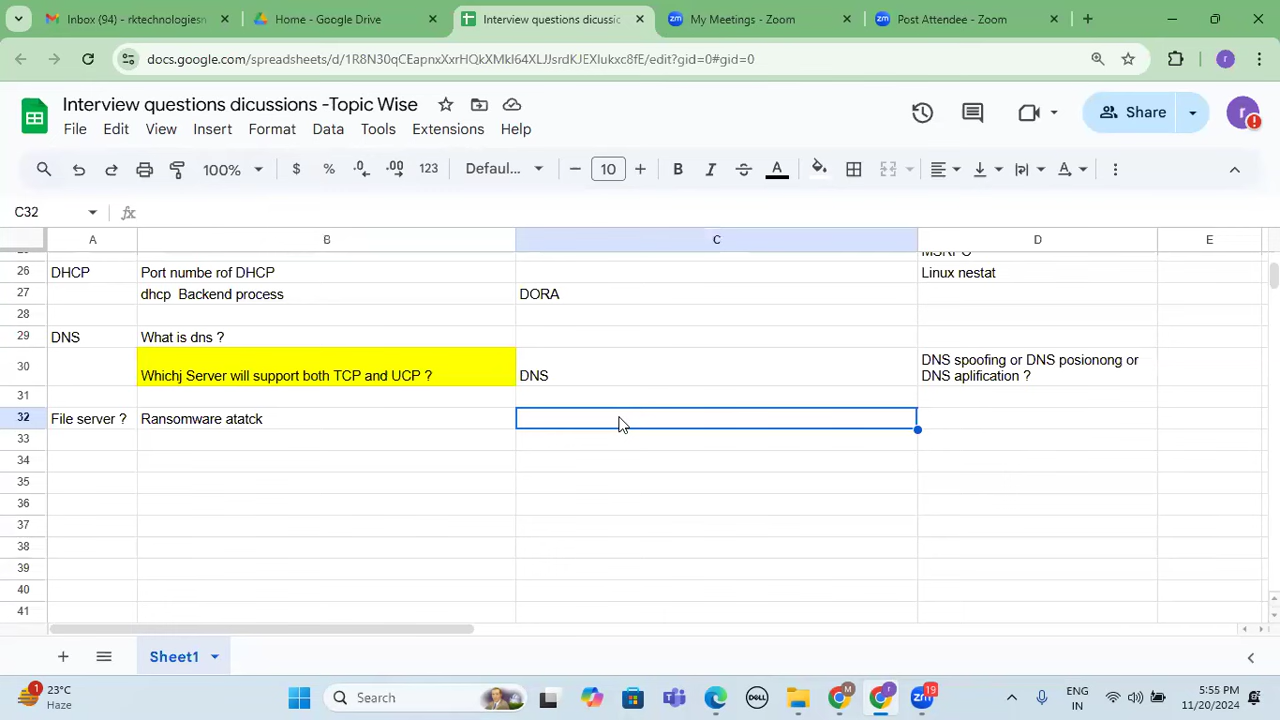 Inbox (94) - rktechnologiesn
Home - Google Drive
Interview questions dicussic
My Meetings - Zoom
Post Attendee - Zoom
docs.google.com/spreadsheets/d/1R8N30qCEapnxXxrHQkXMkl64XLJJsrdKJEXIukxc8fE/edit?gid=0#gid=0
Interview questions dicussions -Topic Wise
Share
File Edit View Insert Format Data Tools Extensions Help
100% $ % .0 .00 123 Defaul... 10 B I A
C32 fx
A B C D E
26 DHCP Port numbe rof DHCP Linux nestat
27 dhcp Backend process DORA
28
29 DNS What is dns ?
30 Whichj Server will support both TCP and UCP ? DNS DNS spoofing or DNS posionong or
DNS aplification ?
31
32 File server ? Ransomware atatck
33
34
35
36
37
38
39
40
41
Sheet1
1 23°C
Haze
Search
DELL
M
r
zm 19
ENG
IN
5:55 PM
11/20/2024